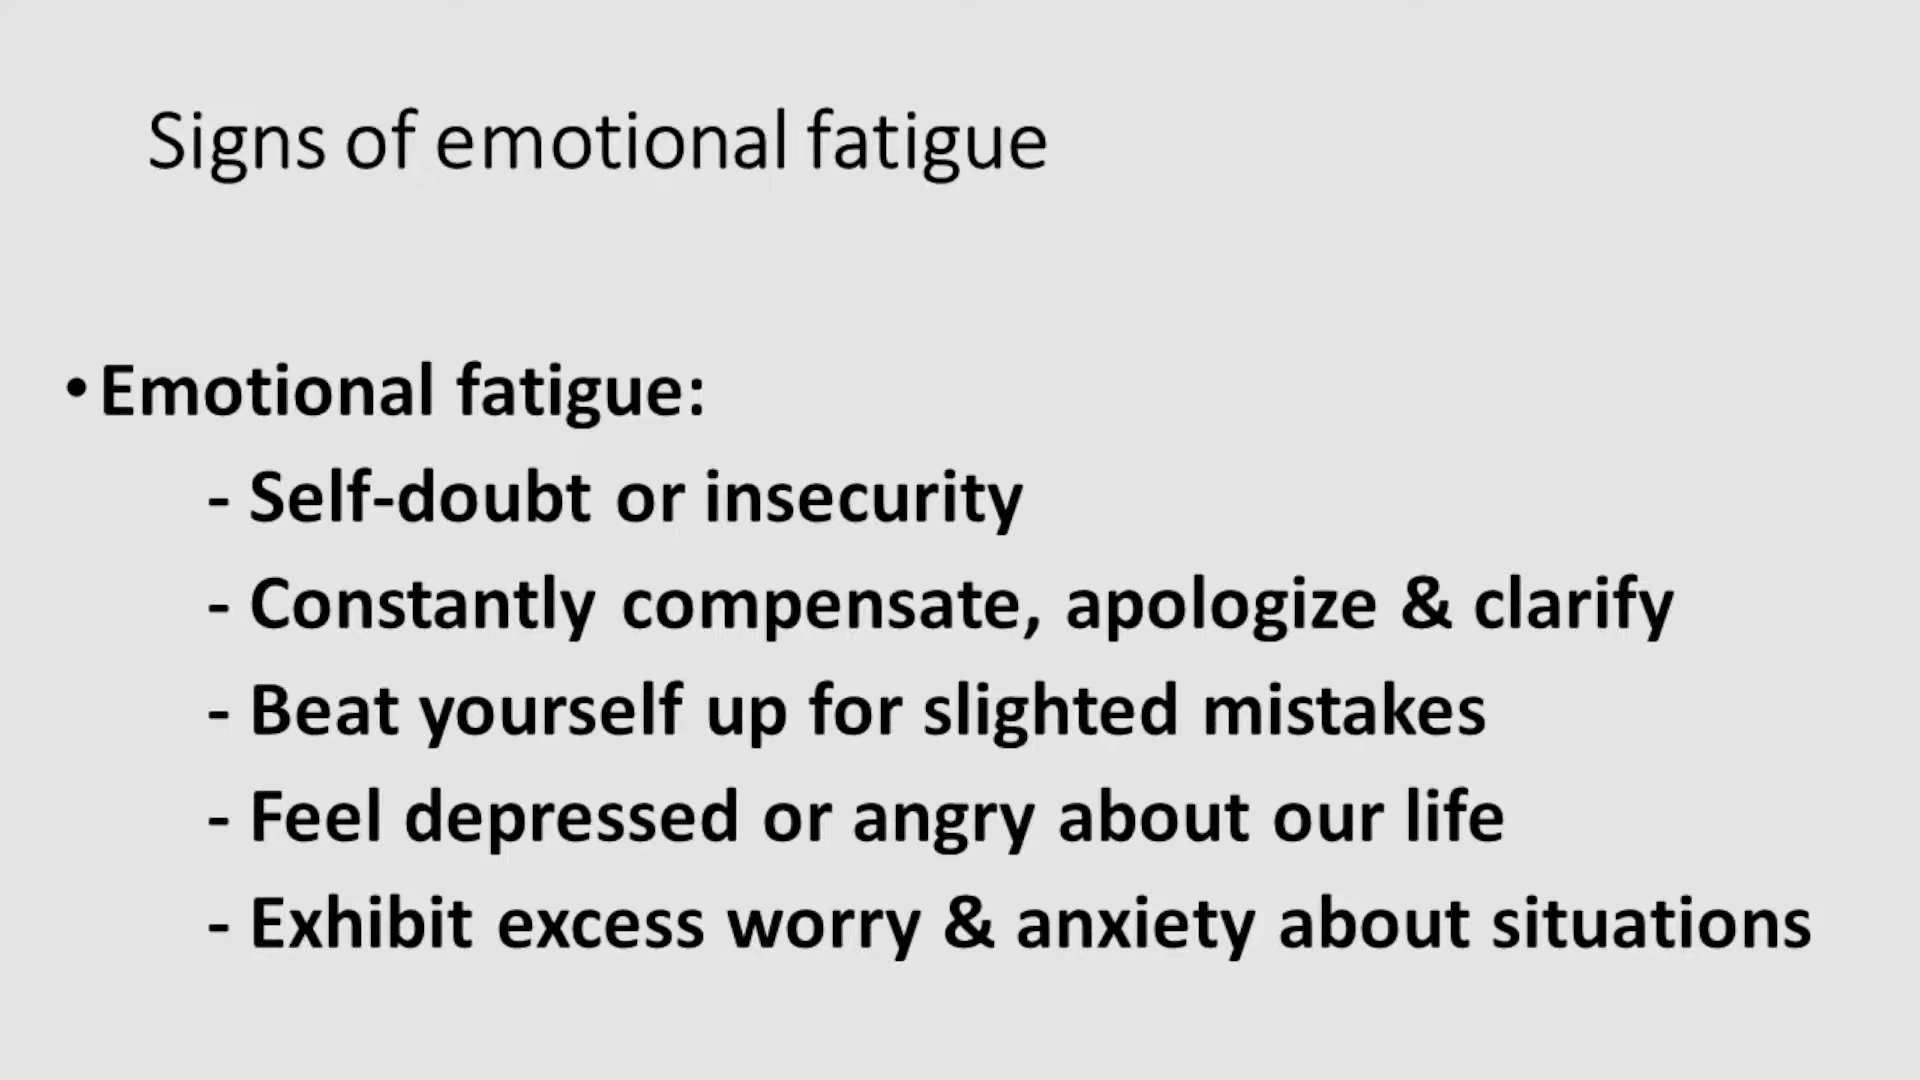 Signs of emotional fatigue
•Emotional fatigue:
- Self-doubt or insecurity
- Constantly compensate, apologize & clarify
- Beat yourself up for slighted mistakes
- Feel depressed or angry about our life
- Exhibit excess worry & anxiety about situations